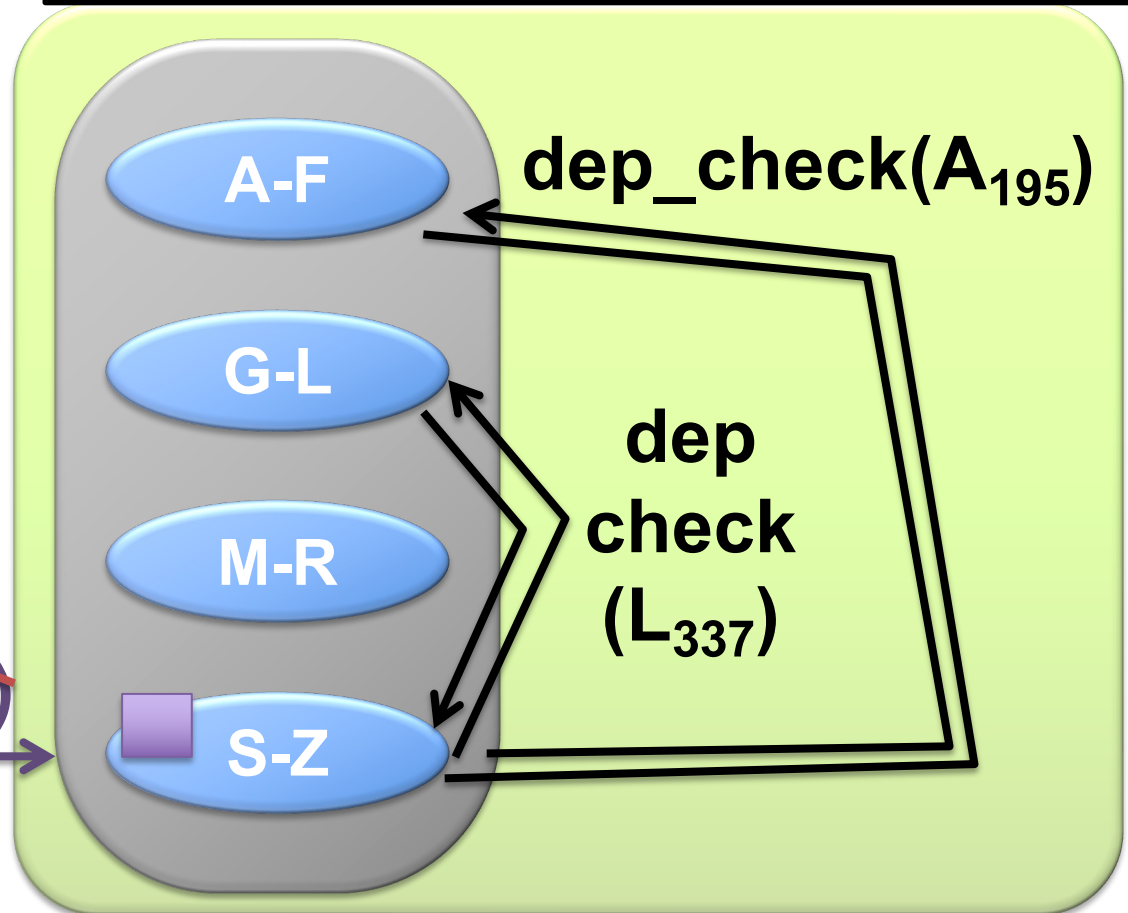 A-F
dep_check(A₁₉₅)
G-L
dep
check
(L₃₃₇)
M-R
S-Z